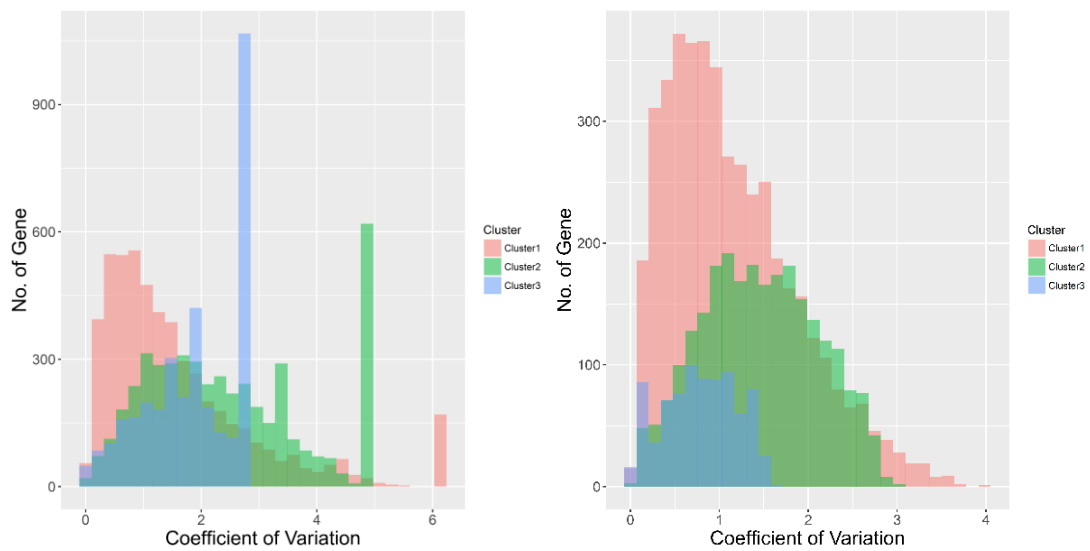 900
600
300
0
0
2
4
6
No. of Gene
Coefficient of Variation
Cluster
Cluster1
Cluster2
Cluster3
300
200
100
0
0
1
2
3
4
No. of Gene
Coefficient of Variation
Cluster
Cluster1
Cluster2
Cluster3